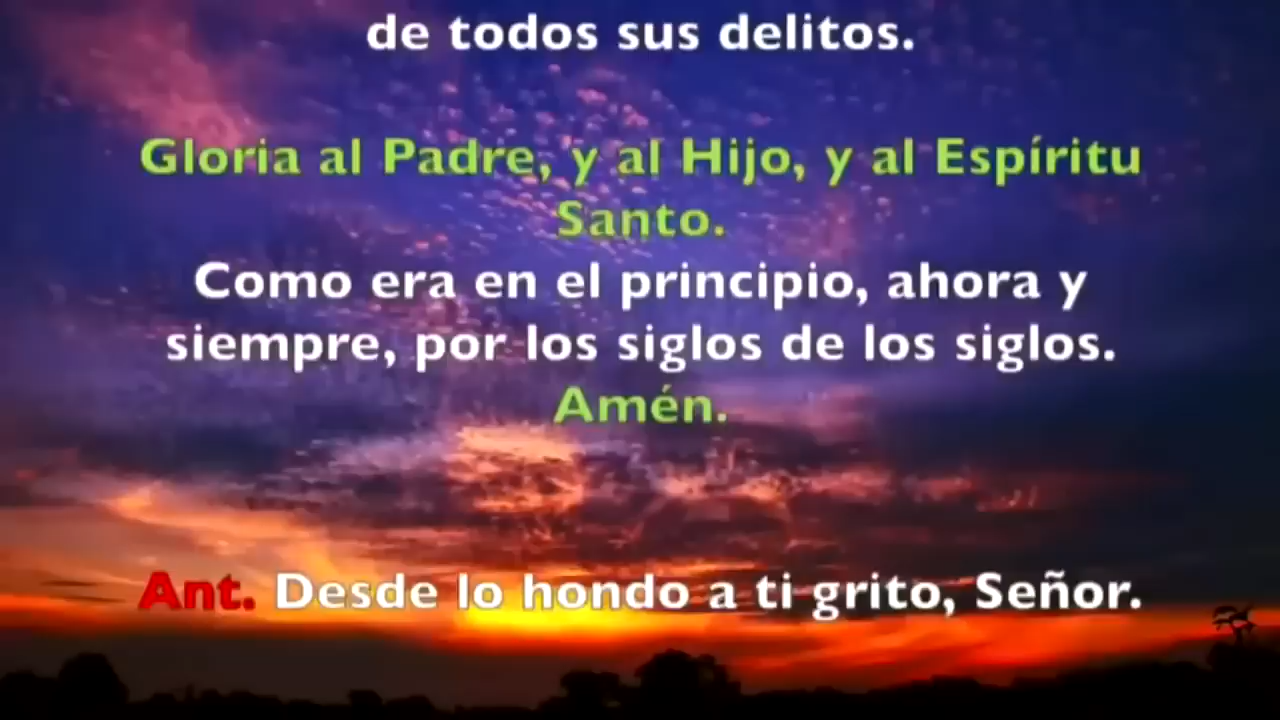 de todos sus delitos.
Gloria al Padre, y al Hijo, y al Espíritu
Santo.
Como era en el principio, ahora y
siempre, por los siglos de los siglos.
Amén.
Ant. Desde lo hondo a ti grito, Señor.